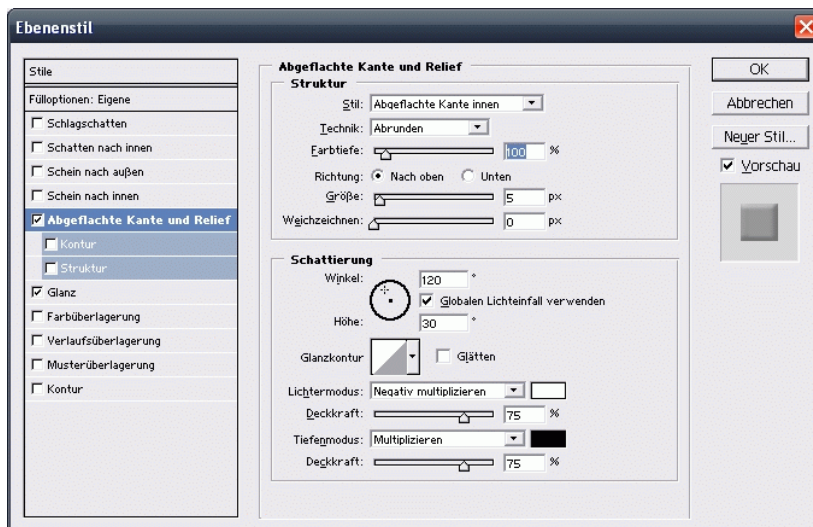 Ebenenstil
Stile
Fülloptionen: Eigene
Schlagschatten
Schatten nach innen
Schein nach außen
Schein nach innen
Abgeflachte Kante und Relief
Kontur
Struktur
Glanz
Farbüberlagerung
Verlaufsüberlagerung
Musterüberlagerung
Kontur
Abgeflachte Kante und Relief
Struktur
Stil: Abgeflachte Kante innen
Technik: Abrunden
Farbtiefe: 100 %
Richtung: Nach oben Unten
Größe: 5 px
Weichzeichnen: 0 px
Schattierung
Winkel: 120 °
Globalen Lichteinfall verwenden
Höhe: 30 °
Glanzkontur Glätten
Lichtermodus: Negativ multiplizieren
Deckkraft: 75 %
Tiefenmodus: Multiplizieren
Deckkraft: 75 %
OK
Abbrechen
Neuer Stil...
Vorschau